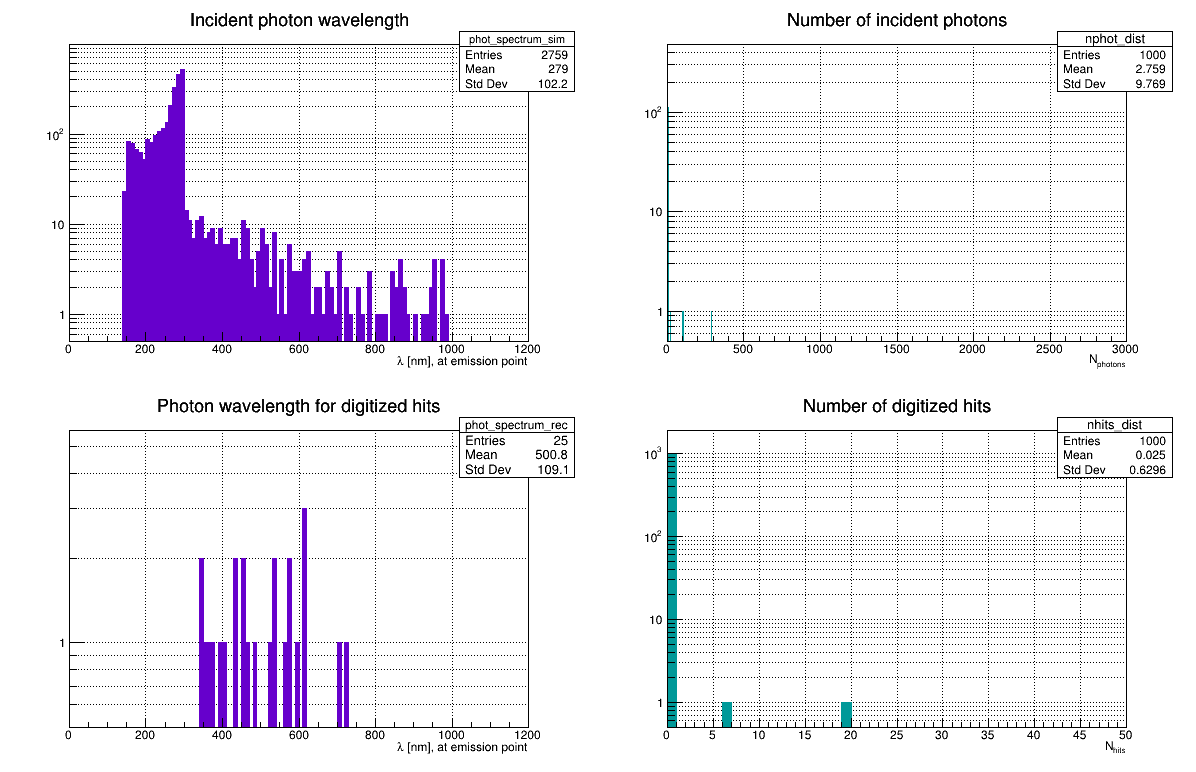 Incident photon wavelength
phot_spectrum_sim
Entries 2759
Mean 279
Std Dev 102.2
10²
10
1
0 200 400 600 800 1000 1200
λ [nm], at emission point
Number of incident photons
nphot_dist
Entries 1000
Mean 2.759
Std Dev 9.769
10²
10
1
0 500 1000 1500 2000 2500 3000
N_photons
Photon wavelength for digitized hits
phot_spectrum_rec
Entries 25
Mean 500.8
Std Dev 109.1
1
0 200 400 600 800 1000 1200
λ [nm], at emission point
Number of digitized hits
nhits_dist
Entries 1000
Mean 0.025
Std Dev 0.6296
10³
10²
10
1
0 5 10 15 20 25 30 35 40 45 50
N_hits